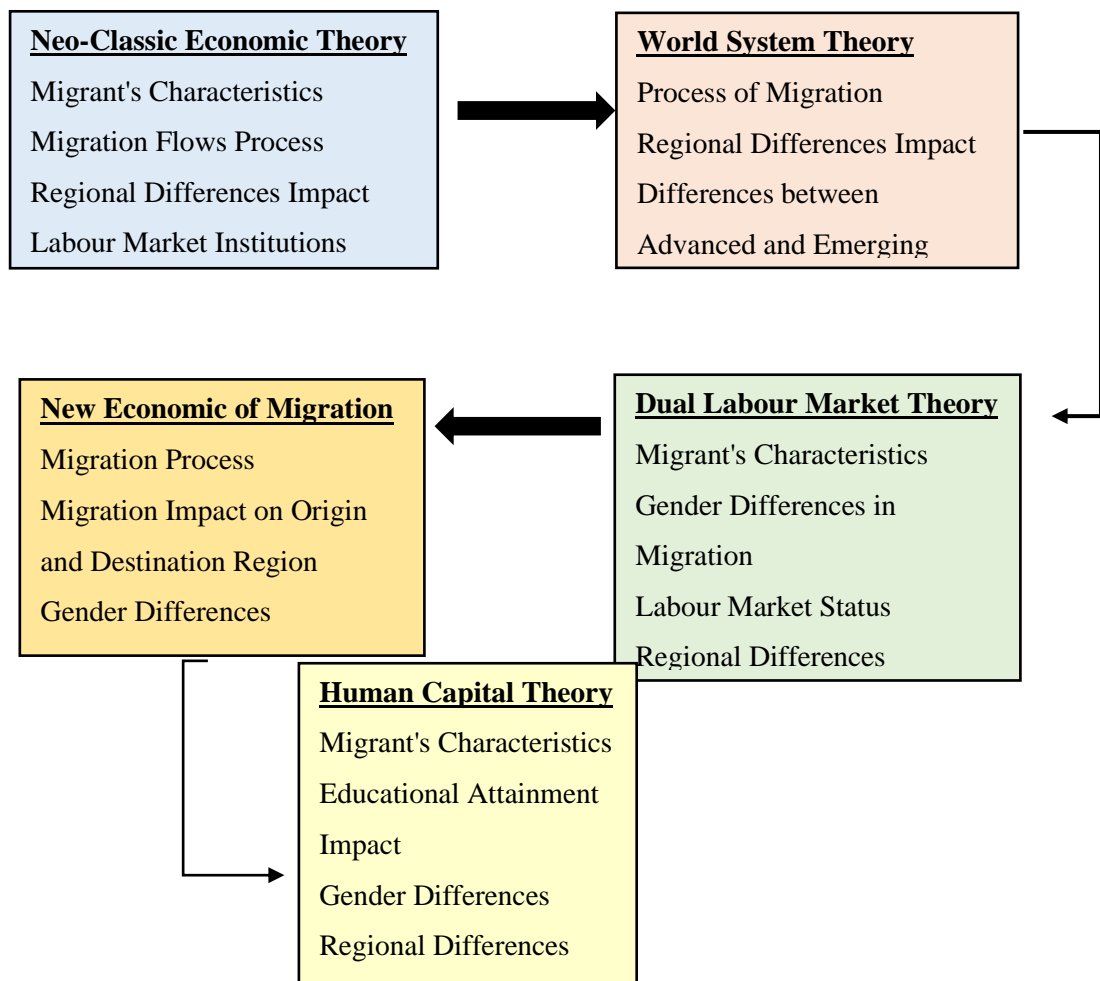 Neo-Classic Economic Theory
Migrant's Characteristics
Migration Flows Process
Regional Differences Impact
Labour Market Institutions
World System Theory
Process of Migration
Regional Differences Impact
Differences between
Advanced and Emerging
Dual Labour Market Theory
Migrant's Characteristics
Gender Differences in
Migration
Labour Market Status
Regional Differences
New Economic of Migration
Migration Process
Migration Impact on Origin
and Destination Region
Gender Differences
Human Capital Theory
Migrant's Characteristics
Educational Attainment
Impact
Gender Differences
Regional Differences